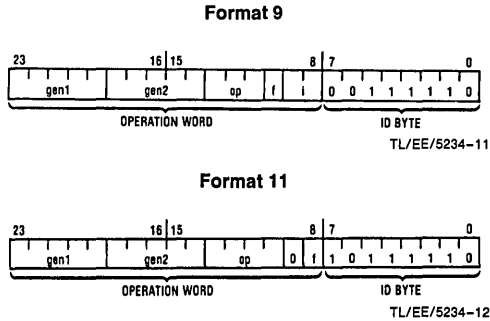 Format 9
23 16 15 8 7 0
gen1 gen2 op f i 0 0 1 1 1 1 1 0
OPERATION WORD ID BYTE
TL/EE/5234-11
Format 11
23 16 15 8 7 0
gen1 gen2 op 0 f 1 0 1 1 1 1 1 0
OPERATION WORD ID BYTE
TL/EE/5234-12